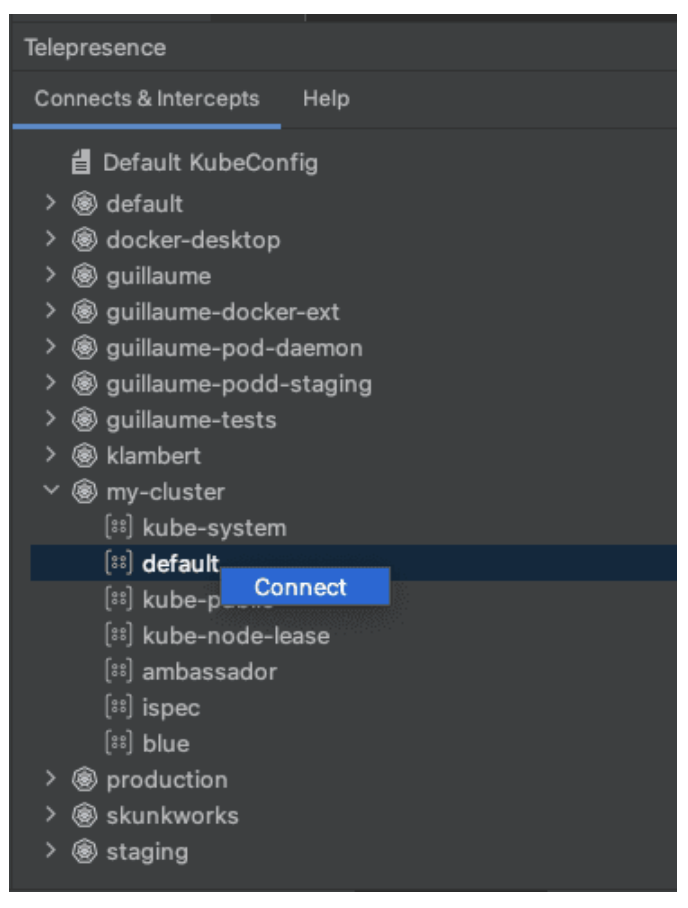 Telepresence
Connects & Intercepts Help
Default KubeConfig
default
docker-desktop
guillaume
guillaume-docker-ext
guillaume-pod-daemon
guillaume-podd-staging
guillaume-tests
klambert
my-cluster
kube-system
default
Connect
kube-public
kube-node-lease
ambassador
ispec
blue
production
skunkworks
staging